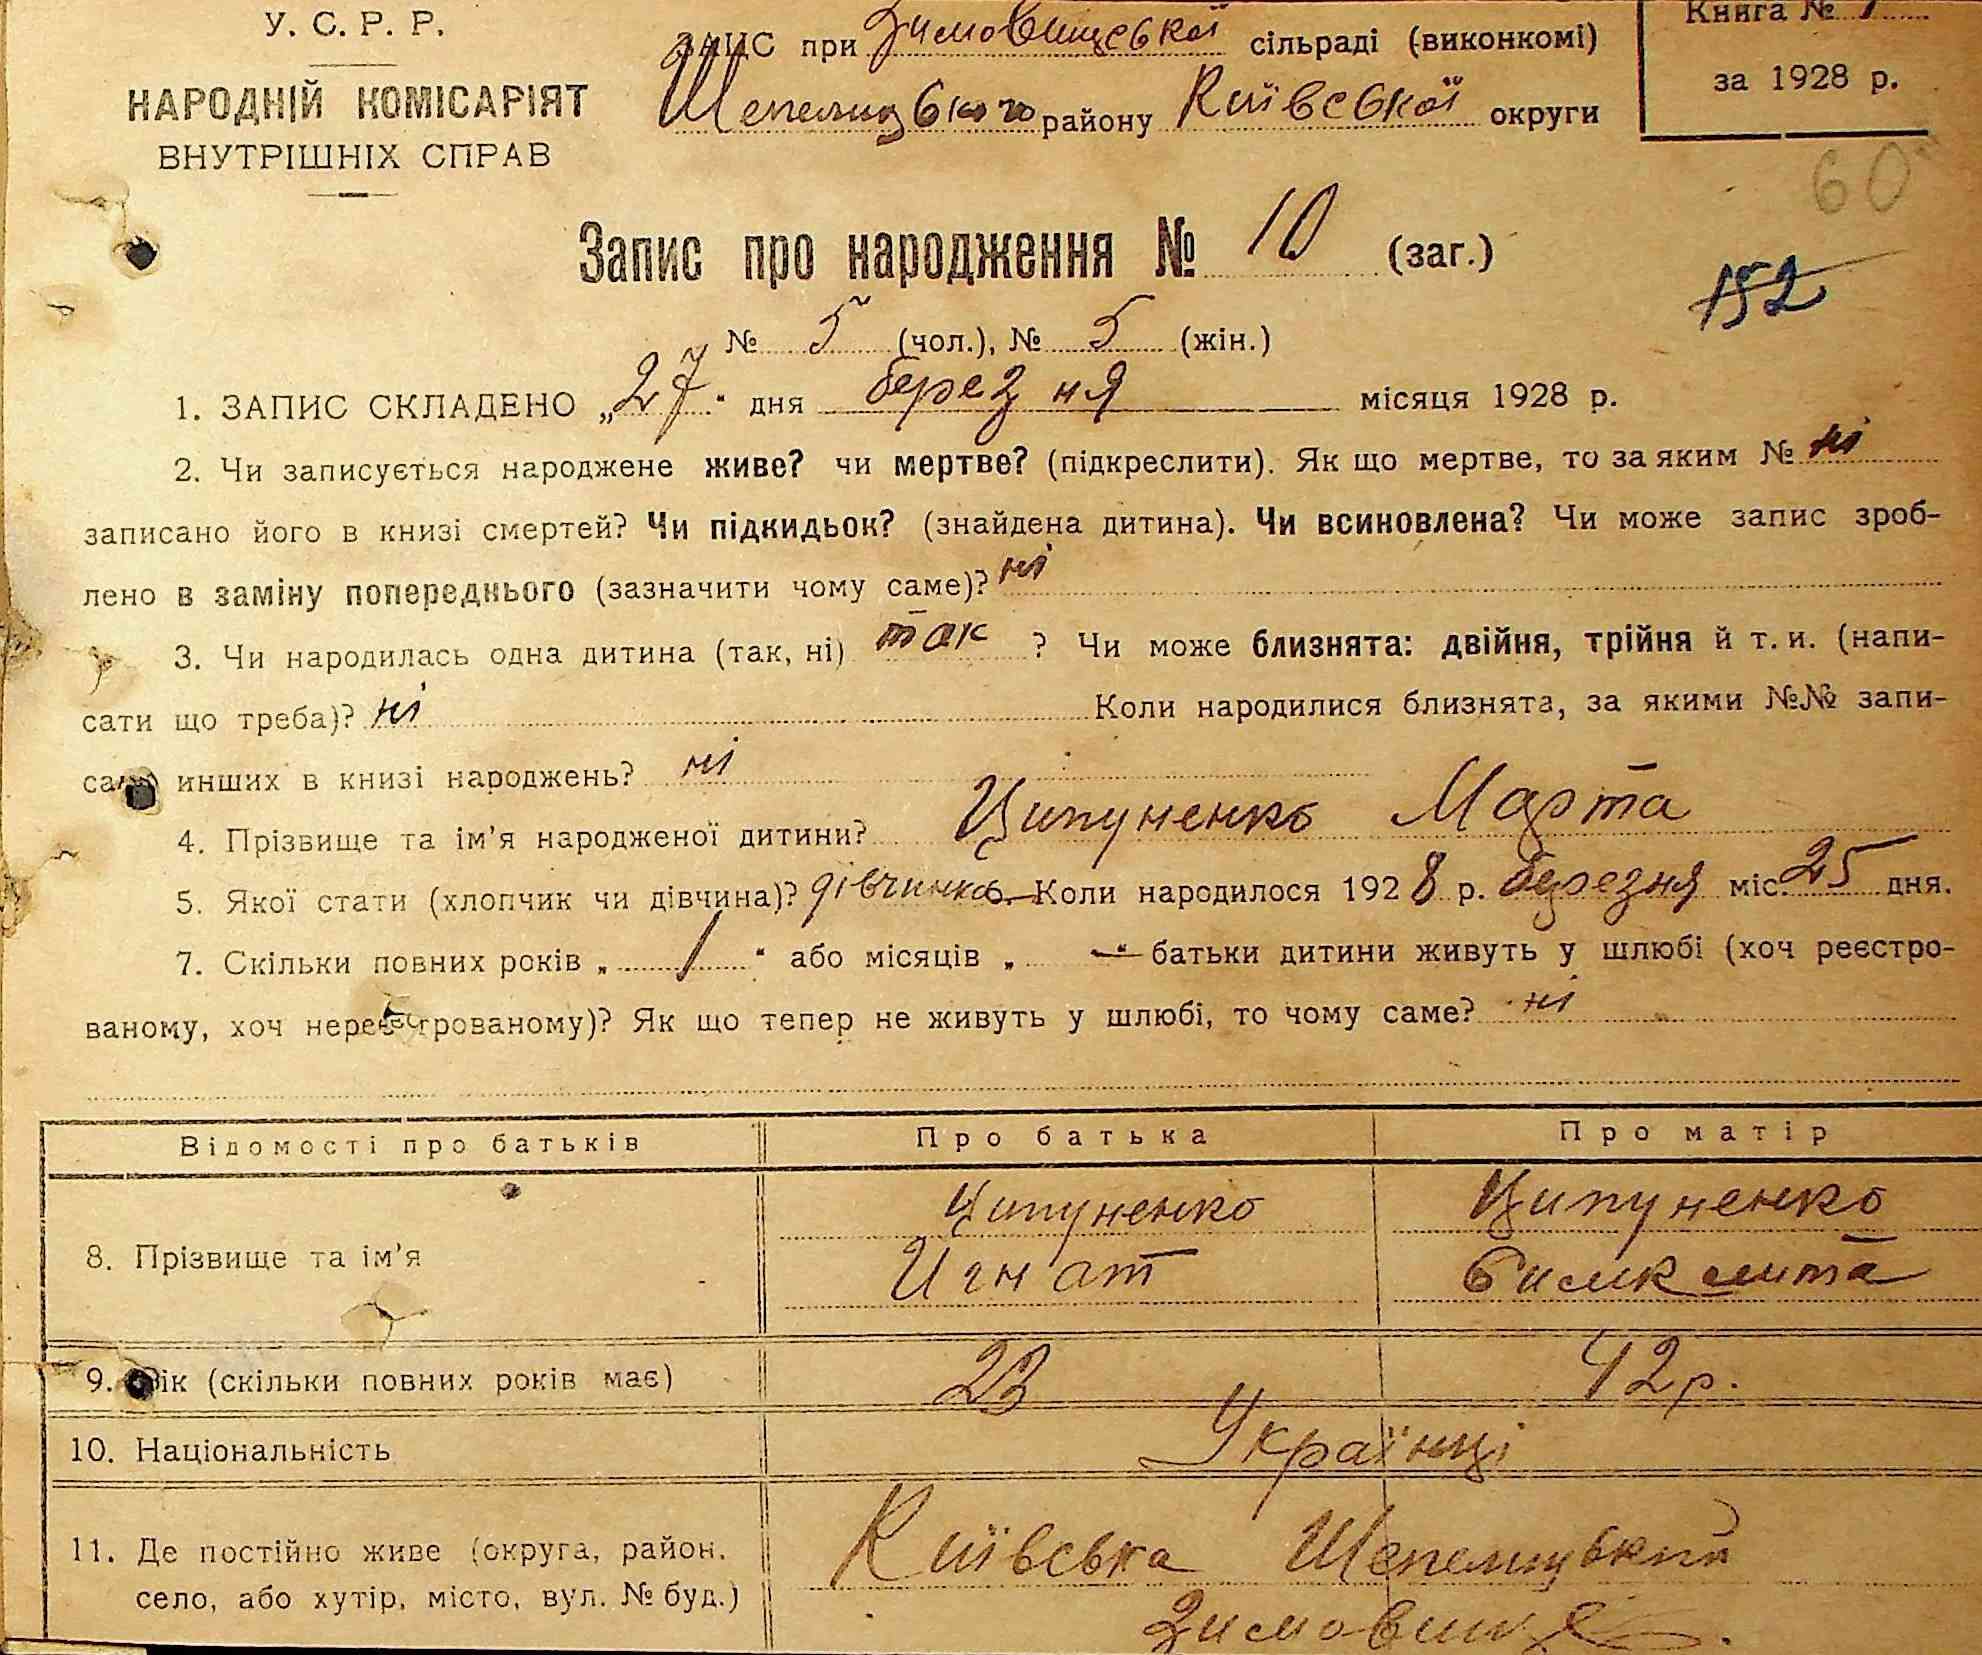 У. С. Р. Р.
НАРОДНІЙ КОМІСАРІЯТ
ВНУТРІШНІХ СПРАВ
ЗАПИС при Зимовищеської сільраді (виконкомі)
Шепелицького району Київської округи
Книга № 1
за 1928 р.
60
152
Запис про народження № 10 (заг.)
№ 5 (чол.), № 5 (жін.)
1. ЗАПИС СКЛАДЕНО „27“ дня березня місяця 1928 р.
2. Чи записується народжене живе? чи мертве? (підкреслити). Як що мертве, то за яким № ні
записано його в книзі смертей? Чи підкидьок? (знайдена дитина). Чи всиновлена? Чи може запис зроб-
лено в заміну попереднього (зазначити чому саме)? ні
3. Чи народилась одна дитина (так, ні) так ? Чи може близнята: двійня, трійня й т. и. (напи-
сати що треба)? ні Коли народилися близнята, за якими №№ запи-
сано инших в книзі народжень? ні
4. Прізвище та ім’я народженої дитини? Ципуненко Марта
5. Якої стати (хлопчик чи дівчина)? дівчинка 6. Коли народилося 1928 р. березня міс. 25 дня.
7. Скільки повних років „ 1 “ або місяців „ — “ батьки дитини живуть у шлюбі (хоч реєстро-
ваному, хоч нереєстрованому)? Як що тепер не живуть у шлюбі, то чому саме? ні
Відомості про батьків Про батька Про матір
8. Прізвище та ім’я Ципуненко Игнат Ципуненко
9. Вік (скільки повних років має) 23 42 р.
10. Національність Українці
11. Де постійно живе (округа, район, село, або хутір, місто, вул. № буд.) Київська Шепелицький